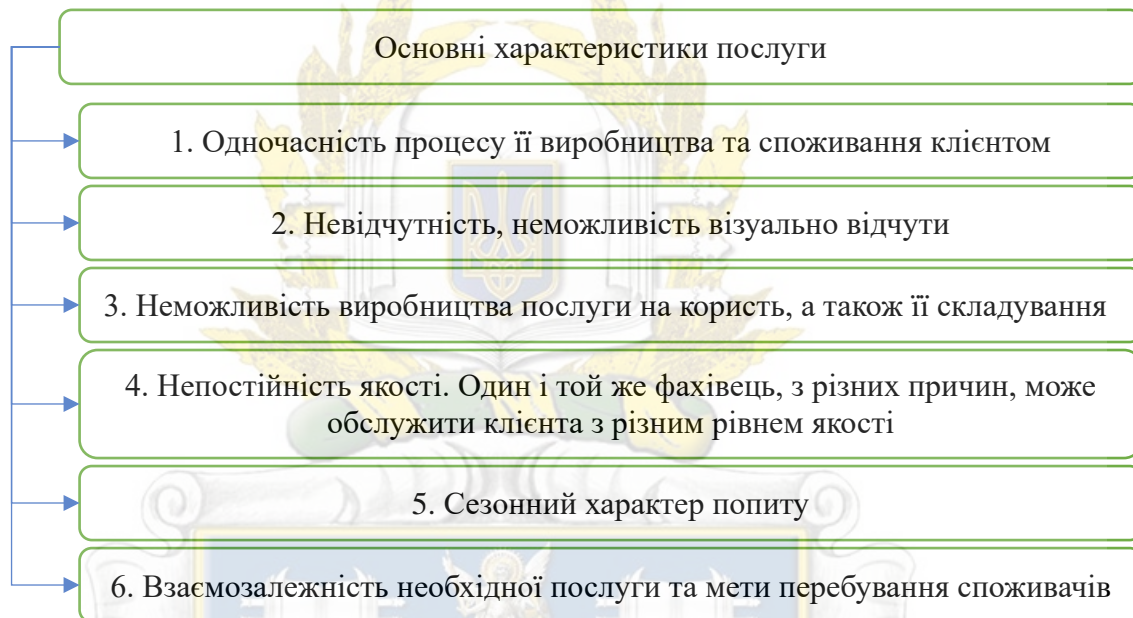 Основні характеристики послуги
1. Одночасність процесу її виробництва та споживання клієнтом
2. Невідчутність, неможливість візуально відчути
3. Неможливість виробництва послуги на користь, а також її складування
4. Непостійність якості. Один і той же фахівець, з різних причин, може
обслужити клієнта з різним рівнем якості
5. Сезонний характер попиту
6. Взаємозалежність необхідної послуги та мети перебування споживачів